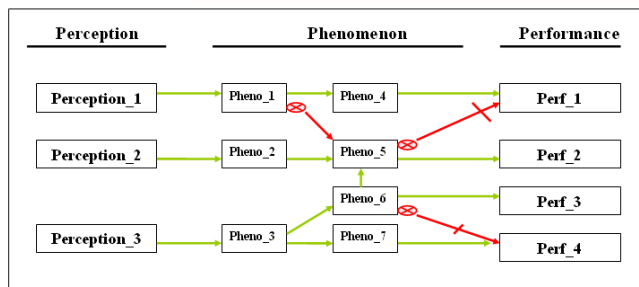 Perception Phenomenon Performance
Perception_1 Pheno_1 Pheno_4 Perf_1
Perception_2 Pheno_2 Pheno_5 Perf_2
Pheno_6 Perf_3
Perception_3 Pheno_3 Pheno_7 Perf_4